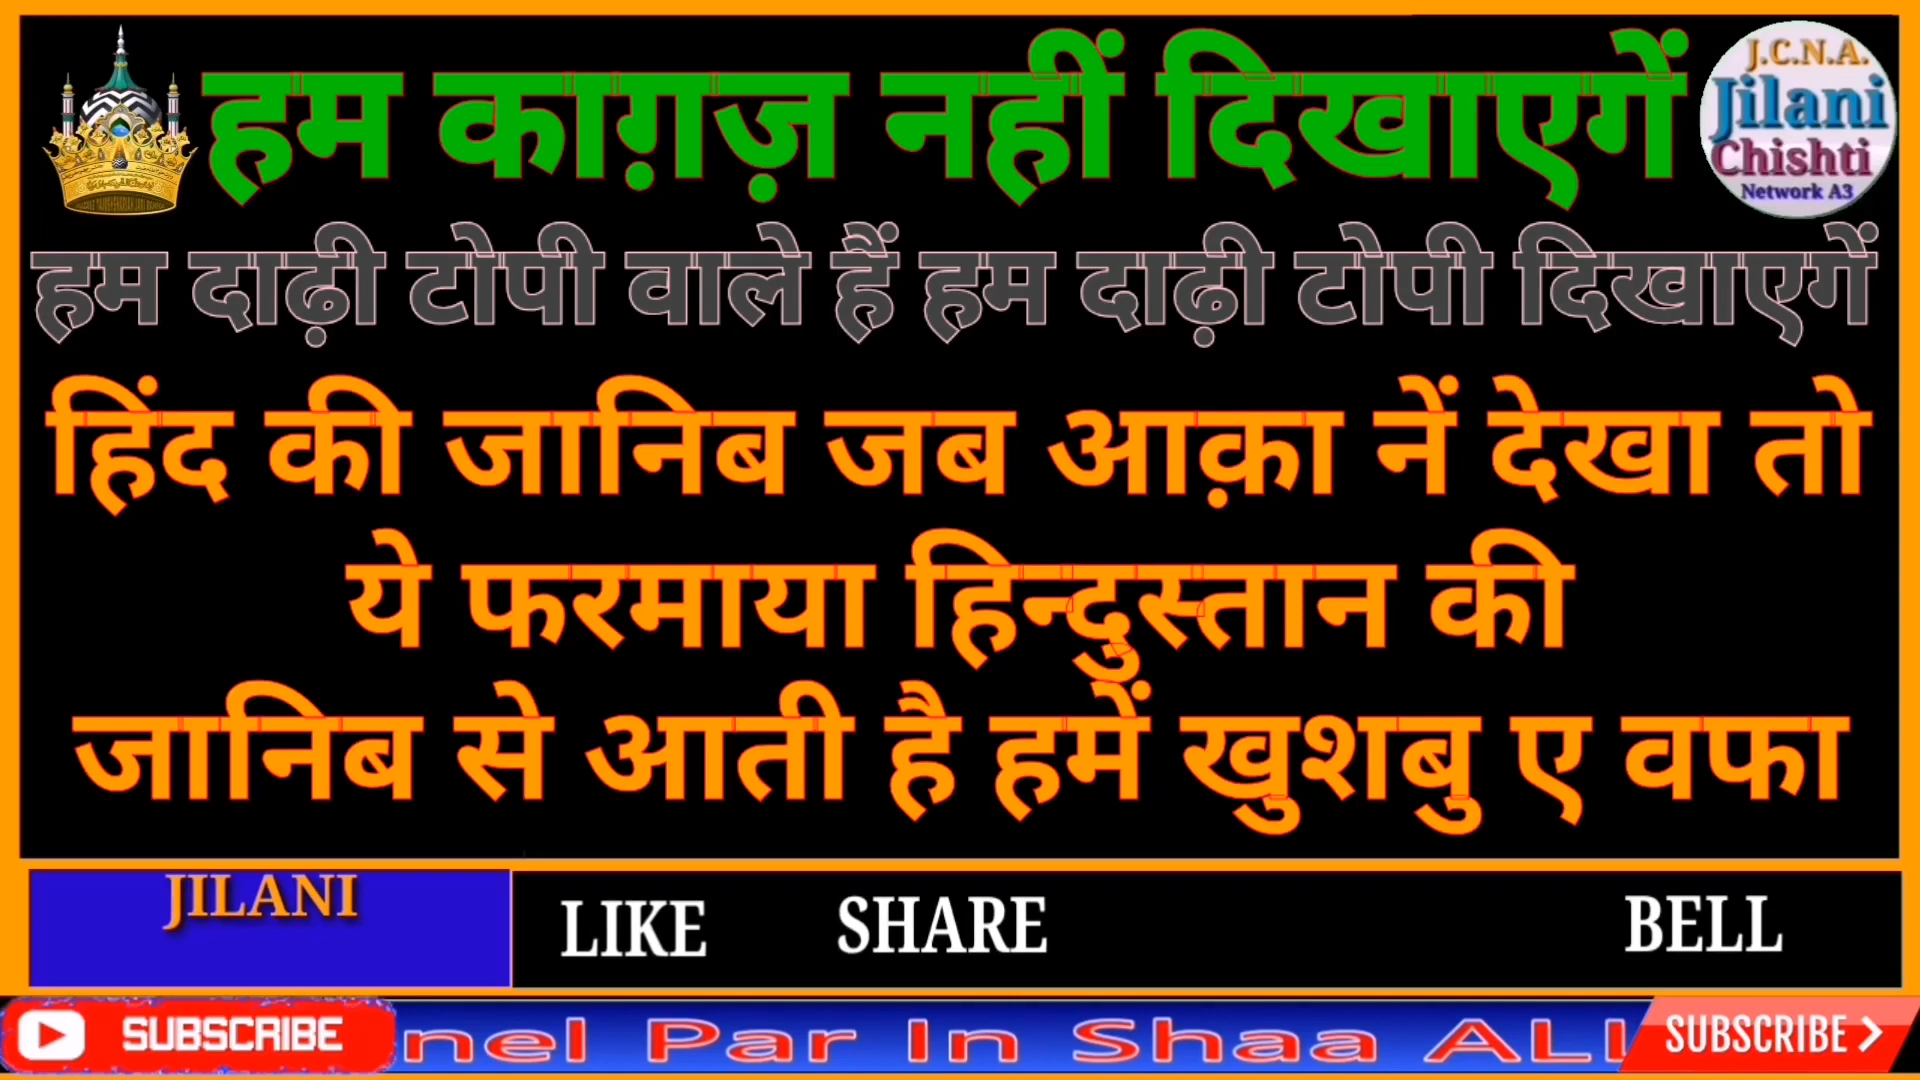 हम काग़ज़ नहीं दिखाएगें
J.C.N.A.
Jilani
Chishti
Network A3
हम दाढ़ी टोपी वाले हैं हम दाढ़ी टोपी दिखाएगें
हिंद की जानिब जब आक़ा नें देखा तो
ये फरमाया हिन्दुस्तान की
जानिब से आती है हमें खुशबु ए वफा
JILANI
LIKE SHARE BELL
SUBSCRIBE nel Par In Shaa ALL SUBSCRIBE